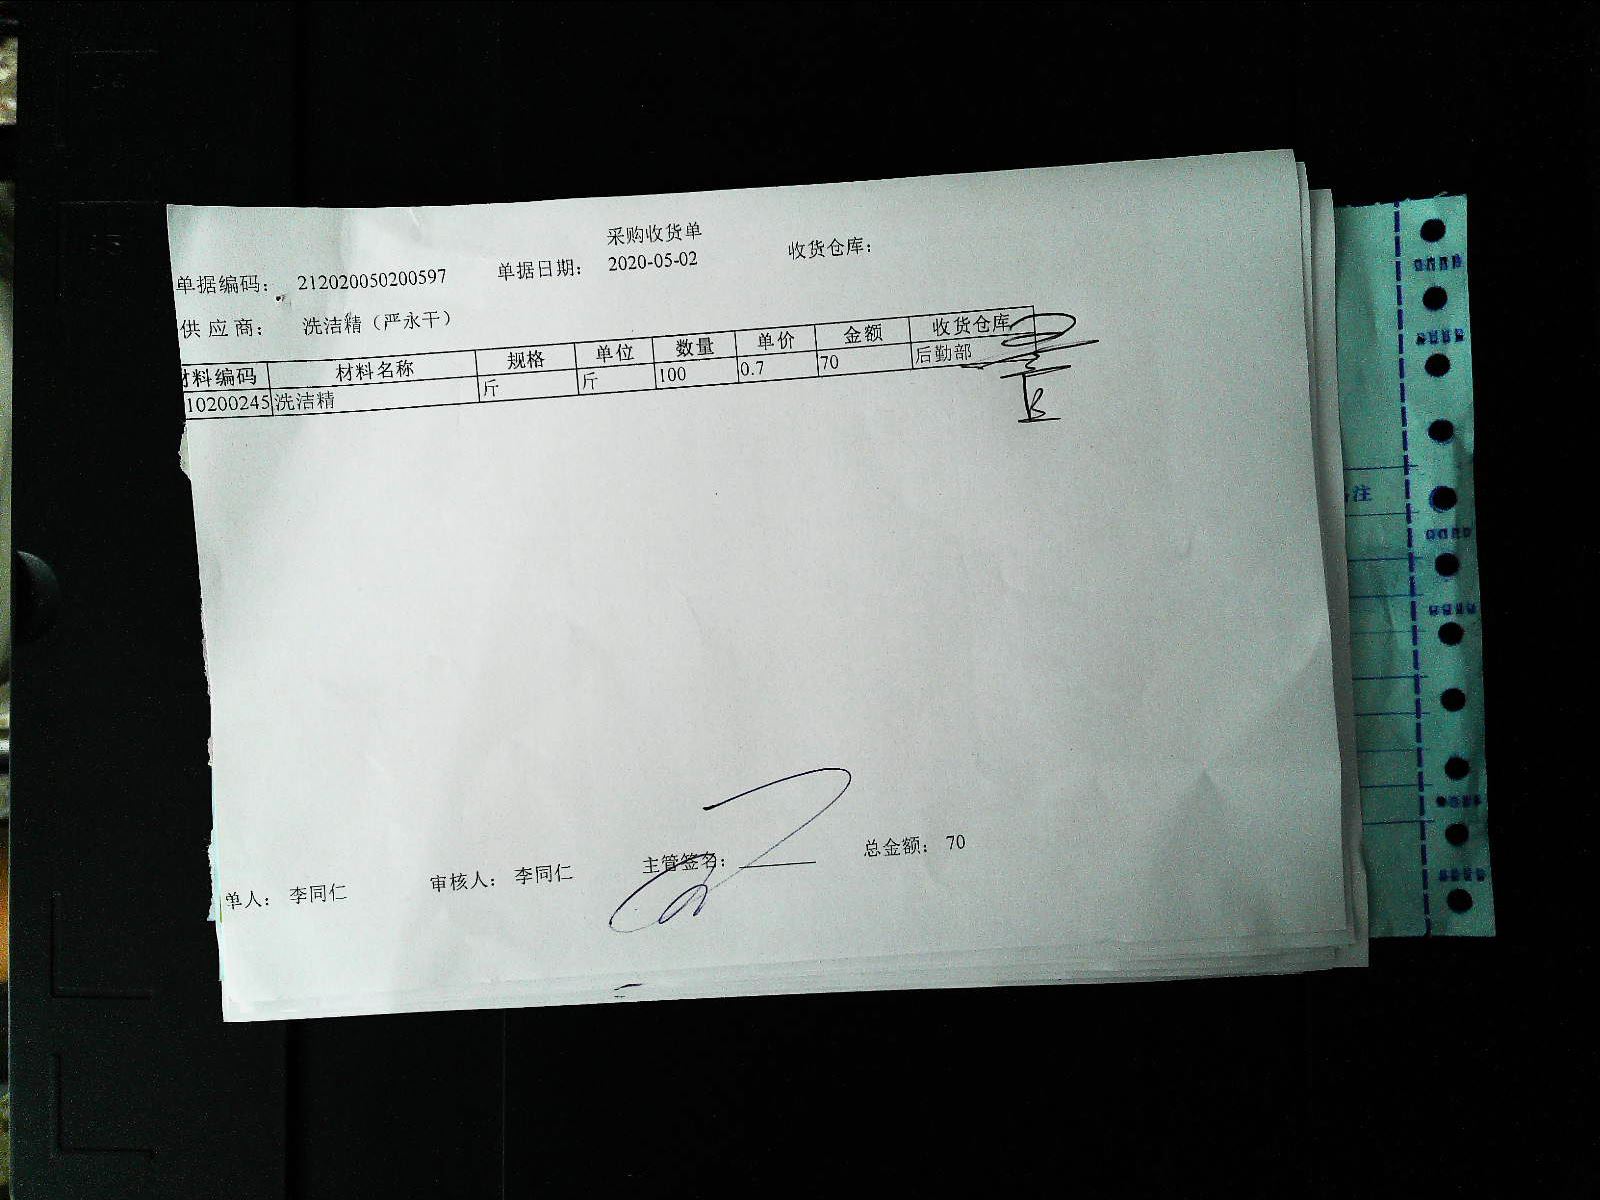 采购收货单
单据编码： 212020050200597 单据日期： 2020-05-02 收货仓库：
供 应 商： 洗洁精（严永干）
材料编码 材料名称 规格 单位 数量 单价 金额 收货仓库
10200245 洗洁精 斤 斤 100 0.7 70 后勤部
单人： 李同仁 审核人： 李同仁 主管签名： 总金额： 70
注